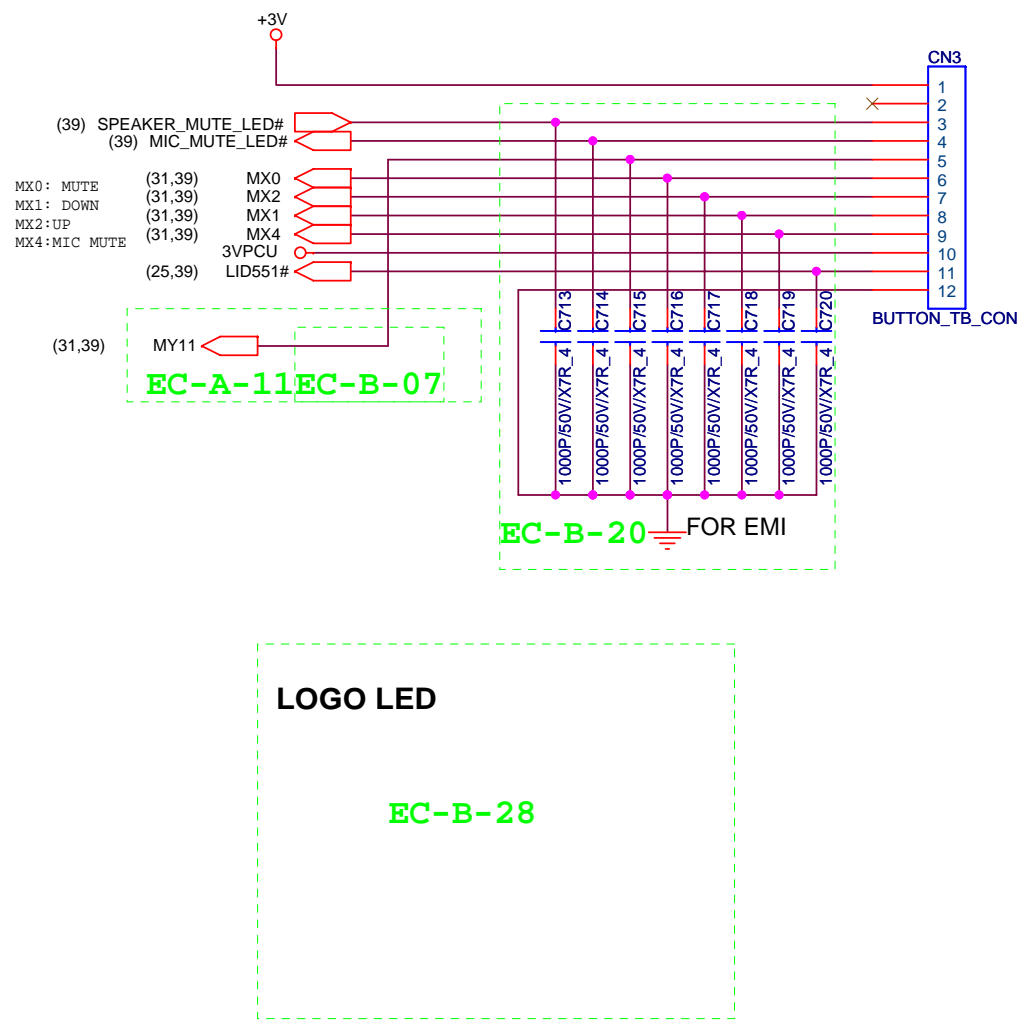 +3V
CN3
1
2
(39) SPEAKER_MUTE_LED# 3
(39) MIC_MUTE_LED# 4
5
MX0: MUTE (31,39) MX0 6
MX1: DOWN (31,39) MX2 7
MX2:UP (31,39) MX1 8
MX4:MIC MUTE (31,39) MX4 9
3VPCU 10
(25,39) LID551# 11
12
BUTTON_TB_CON
C713
C714
C715
C716
C717
C718
C719
C720
(31,39) MY11
1000P/50V/X7R_4
1000P/50V/X7R_4
1000P/50V/X7R_4
1000P/50V/X7R_4
1000P/50V/X7R_4
1000P/50V/X7R_4
1000P/50V/X7R_4
1000P/50V/X7R_4
EC-A-11 EC-B-07
EC-B-20 FOR EMI
LOGO LED
EC-B-28